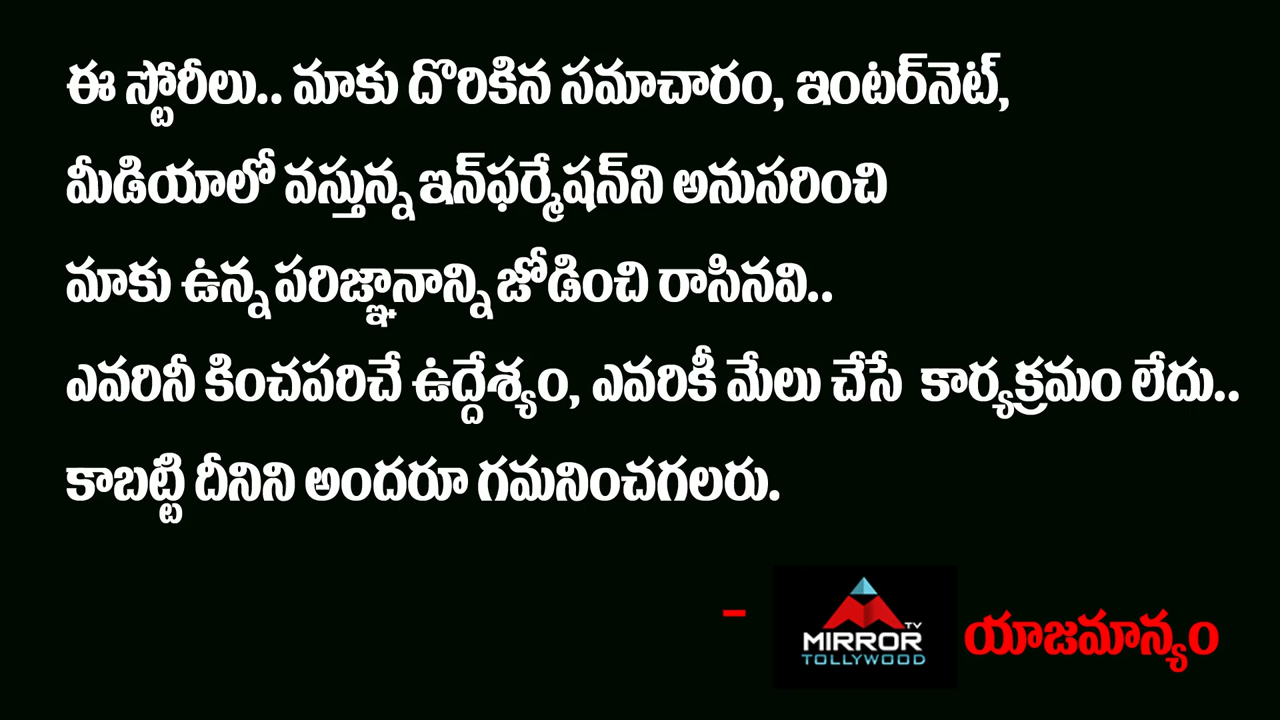 ఈ స్టోరీలు.. మాకు దొరికిన సమాచారం, ఇంటర్‌నెట్,
మీడియాలో వస్తున్న ఇన్‌ఫర్మేషన్‌ని అనుసరించి
మాకు ఉన్న పరిజ్ఞానాన్ని జోడించి రాసినవి..
ఎవరినీ కించపరిచే ఉద్దేశ్యం, ఎవరికీ మేలు చేసే కార్యక్రమం లేదు..
కాబట్టి దీనిని అందరూ గమనించగలరు.
- MIRROR TV TOLLYWOOD యాజమాన్యం